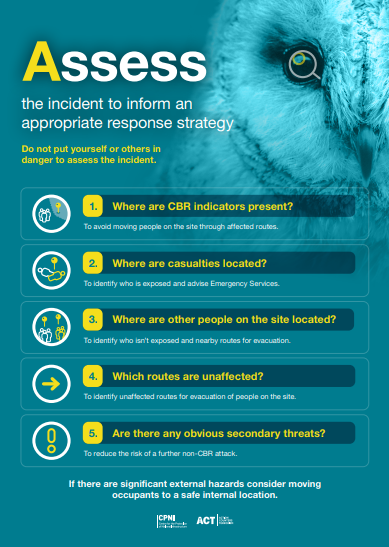 Assess
the incident to inform an
appropriate response strategy
Do not put yourself or others in
danger to assess the incident.
1. Where are CBR indicators present?
To avoid moving people on the site through affected routes.
2. Where are casualties located?
To identify who is exposed and advise Emergency Services.
3. Where are other people on the site located?
To identify who isn't exposed and nearby routes for evacuation.
4. Which routes are unaffected?
To identify unaffected routes for evacuation of people on the site.
5. Are there any obvious secondary threats?
To reduce the risk of a further non-CBR attack.
If there are significant external hazards consider moving
occupants to a safe internal location.
CPNI
ACT